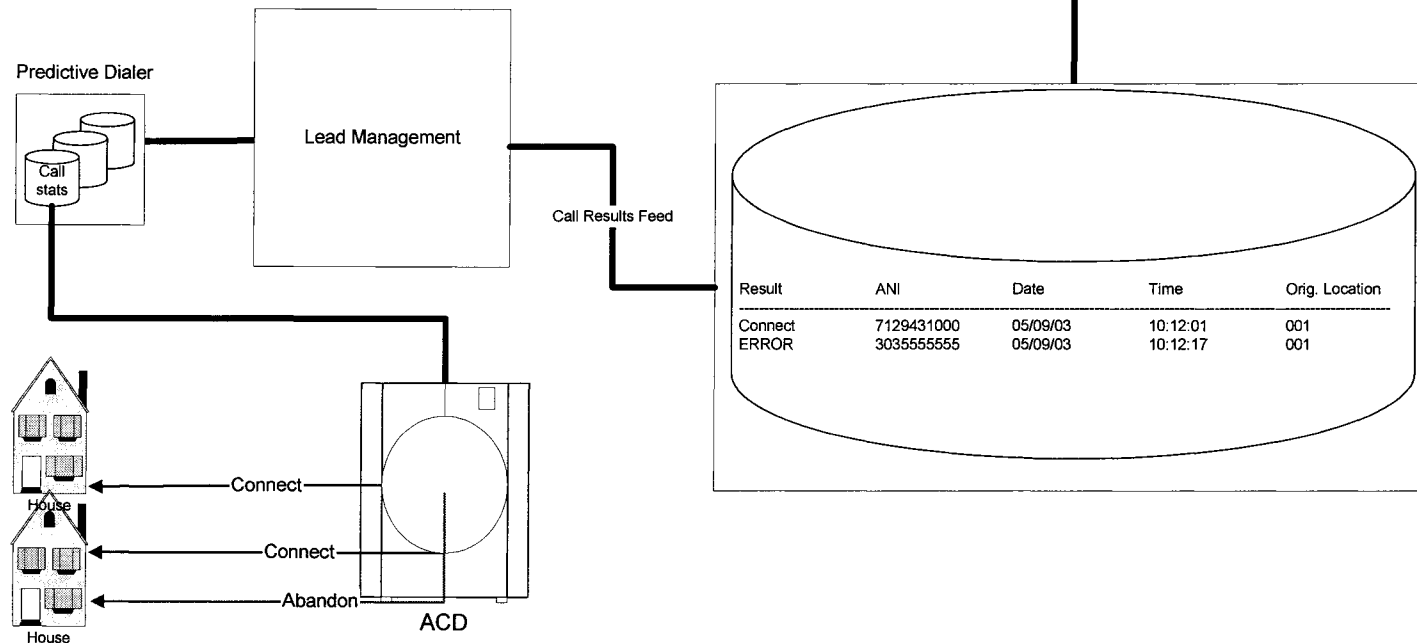 Predictive Dialer
Call
stats
Lead Management
Call Results Feed
Result ANI Date Time Orig. Location
Connect 7129431000 05/09/03 10:12:01 001
ERROR 3035555555 05/09/03 10:12:17 001
Connect
House
Connect
Abandon
House
ACD